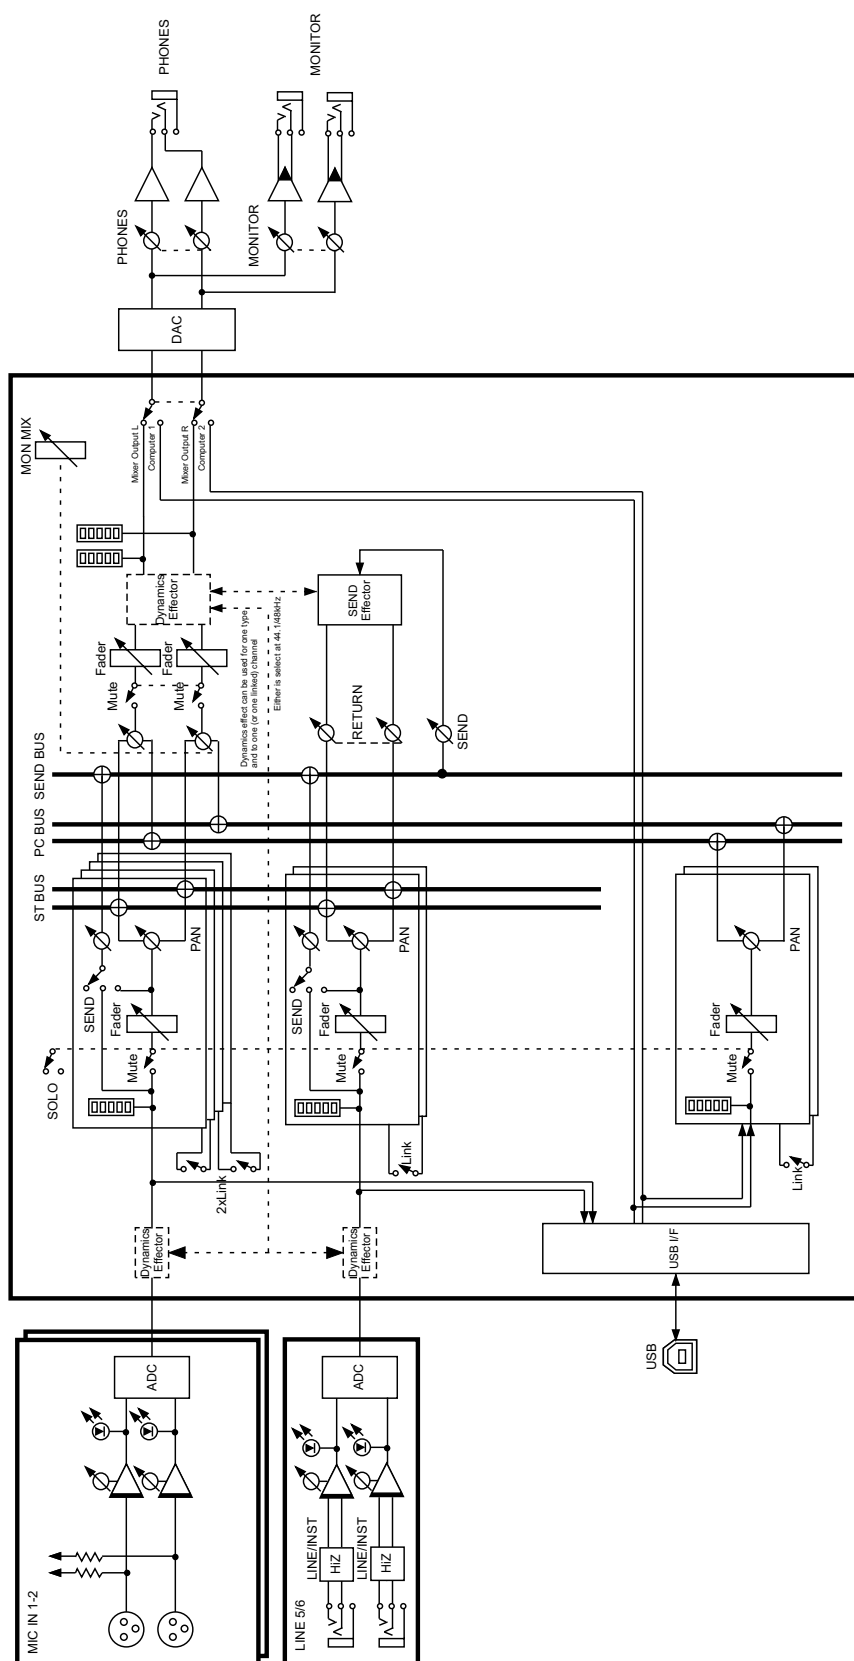 PHONES
MONITOR
PHONES
MONITOR
DAC
MON MIX
Mixer Output L
Computer 1
Mixer Output R
Computer 2
Dynamics
Effector
SEND
Effector
Fader
Fader
Mute
Mute
Dynamics effect can be used for one type
and to one (or one linked) channel
Either is select at 44.1/48kHz
RETURN
SEND
SEND BUS
PC BUS
ST BUS
PAN
PAN
PAN
SEND
SEND
Fader
Fader
Fader
SOLO
Mute
Mute
Mute
2xLink
Link
Link
Dynamics
Effector
Dynamics
Effector
USB I/F
USB
ADC
ADC
MIC IN 1-2
LINE/INST
LINE/INST
HiZ
HiZ
LINE 5/6